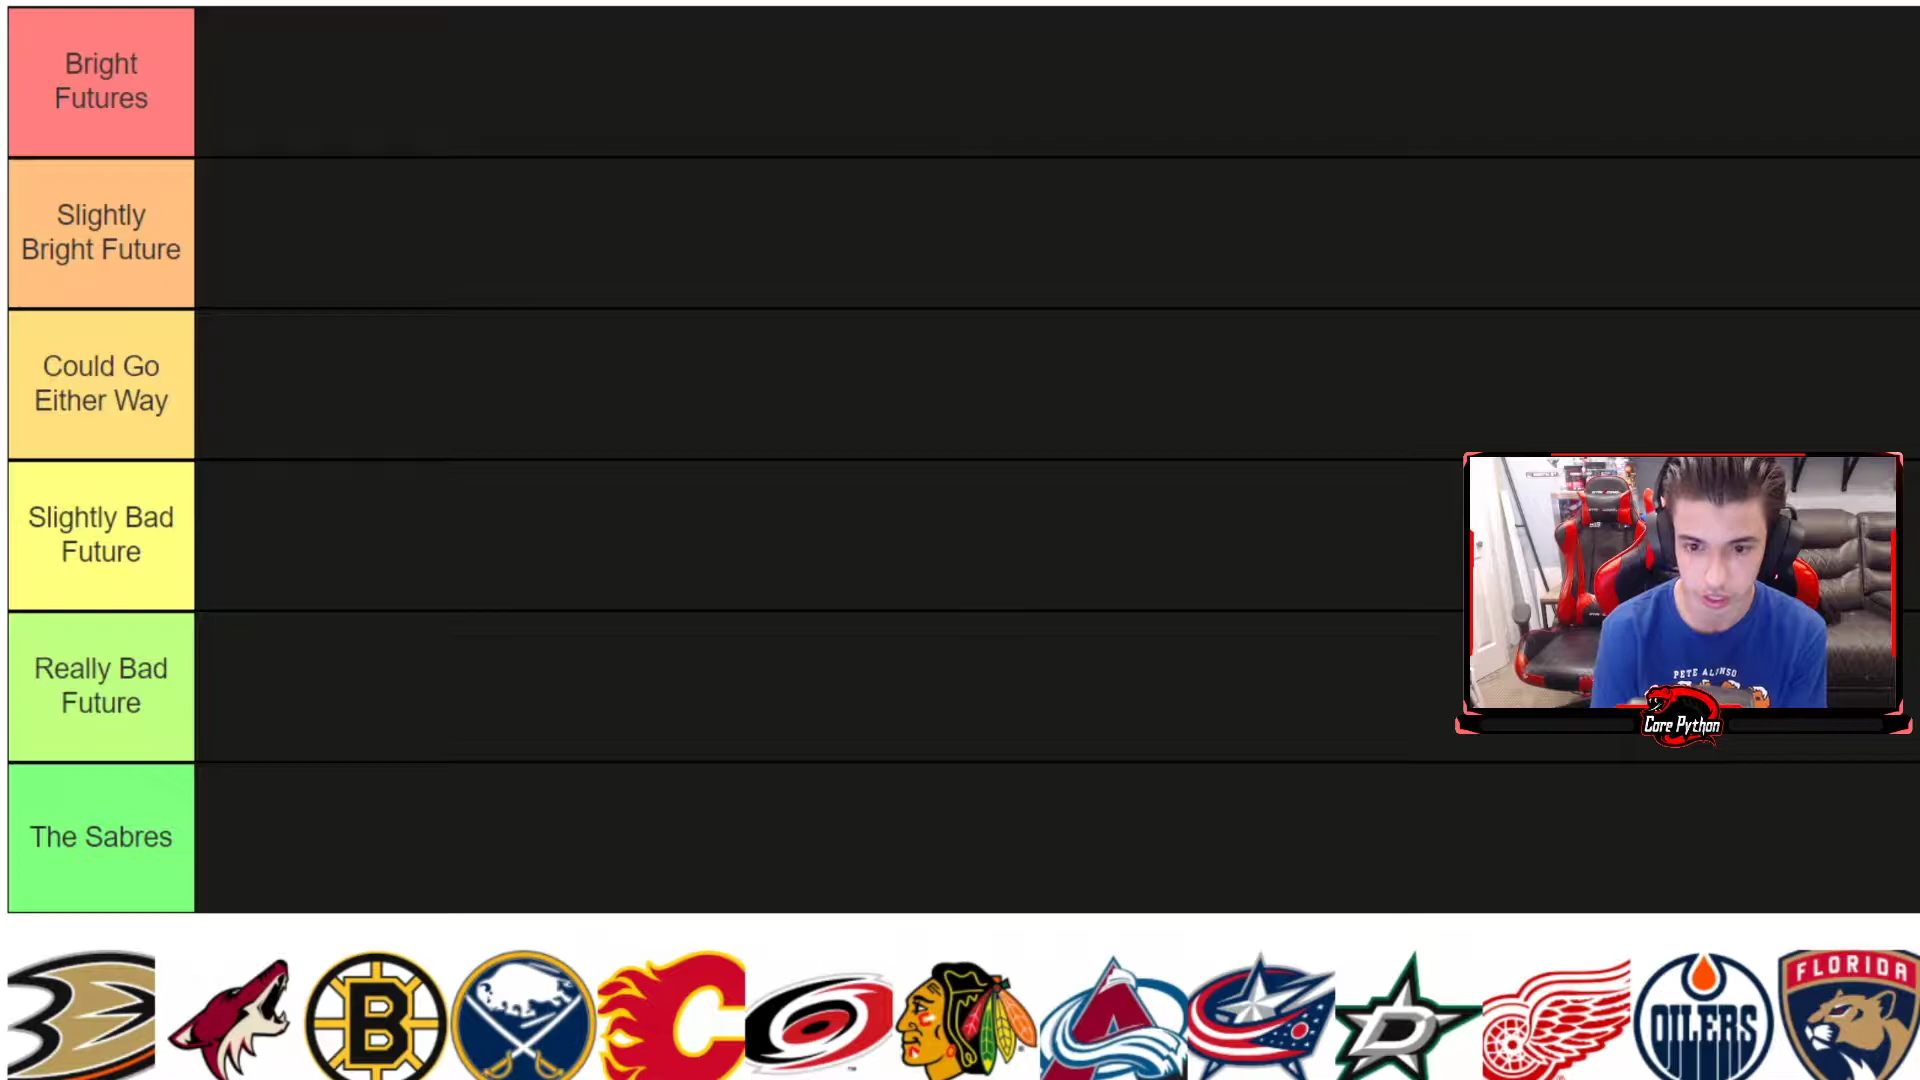 Bright
Futures
Slightly
Bright Future
Could Go
Either Way
Slightly Bad
Future
Really Bad
Future
The Sabres
PETE ALONSO
Core Python
B
C
D
OILERS
FLORIDA